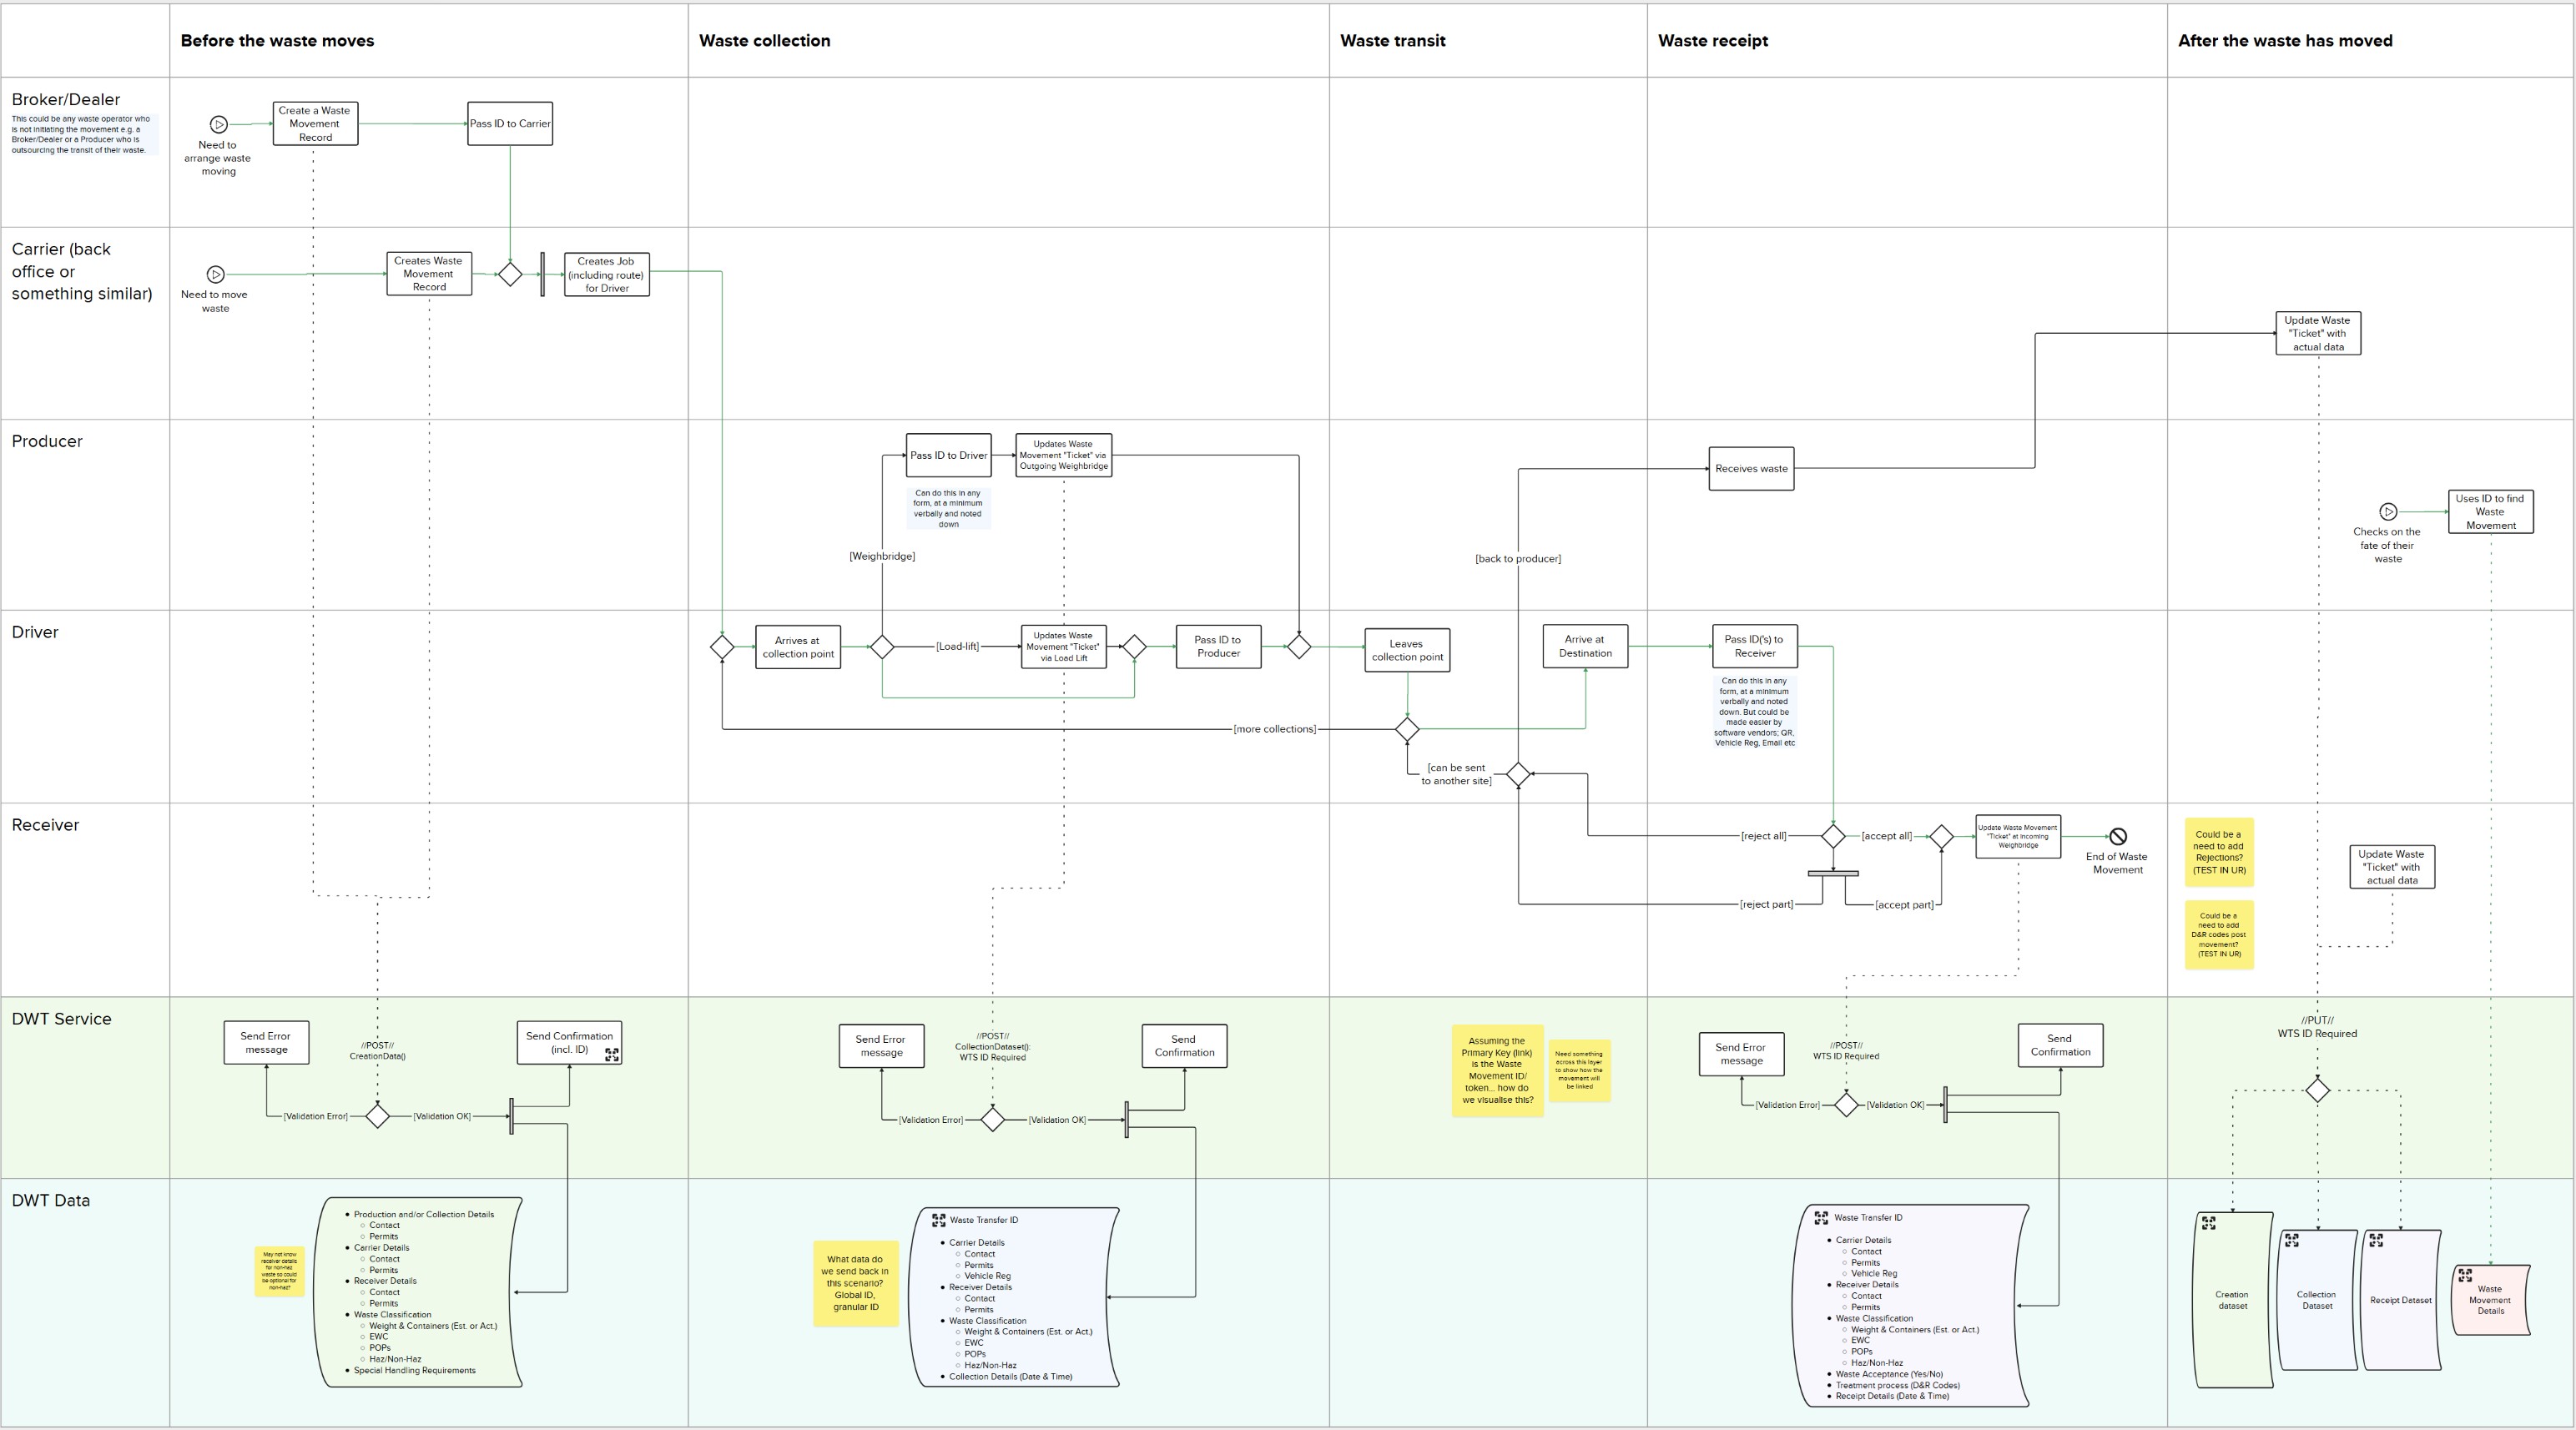 Before the waste moves
Waste collection
Waste transit
Waste receipt
After the waste has moved
Broker/Dealer
This could be any waste operator who
is not initiating the movement e.g. a
Broker/Dealer or a Producer who is
outsourcing the transit of their waste.
Need to
arrange waste
moving
Create a Waste
Movement
Record
Pass ID to Carrier
Carrier (back
office or
something similar)
Need to move
waste
Creates Waste
Movement
Record
Creates Job
(including route)
for Driver
Update Waste
"Ticket" with
actual data
Producer
Pass ID to Driver
Can do this in any
form, at a minimum
verbally and noted
down
Updates Waste
Movement "Ticket" via
Outgoing Weighbridge
[Weighbridge]
[back to producer]
Receives waste
Checks on the
fate of their
waste
Uses ID to find
Waste
Movement
Driver
Arrives at
collection point
[Load-lift]
Updates Waste
Movement "Ticket"
via Load Lift
Pass ID to
Producer
Leaves
collection point
Arrive at
Destination
Pass ID('s) to
Receiver
Can do this in any
form, at a minimum
verbally and noted
down. But could be
made easier by
software vendors; QR,
Vehicle Reg, Email etc
[more collections]
[can be sent
to another site]
Receiver
[reject all]
[accept all]
Update Waste Movement
"Ticket" at Incoming
Weighbridge
End of Waste
Movement
[reject part]
[accept part]
Could be a
need to add
Rejections?
(TEST IN UR)
Could be a
need to add
D&R codes post
movement?
(TEST IN UR)
Update Waste
"Ticket" with
actual data
DWT Service
Send Error
message
//POST//
CreationData()
Send Confirmation
(incl. ID)
[Validation Error]
[Validation OK]
Send Error
message
//POST//
CollectionDataset():
WTS ID Required
Send
Confirmation
[Validation Error]
[Validation OK]
Assuming the
Primary Key (link)
is the Waste
Movement ID/
token... how do
we visualise this?
Need something
across this layer
to show how the
movement will
be linked
Send Error
message
//POST//
WTS ID Required
Send
Confirmation
[Validation Error]
[Validation OK]
//PUT//
WTS ID Required
DWT Data
May not know
receiver details
for non-haz
waste so could
be optional for
non-haz?
Production and/or Collection Details
Contact
Permits
Carrier Details
Contact
Permits
Receiver Details
Contact
Permits
Waste Classification
Weight & Containers (Est. or Act.)
EWC
POPs
Haz/Non-Haz
Special Handling Requirements
What data do
we send back in
this scenario?
Global ID,
granular ID
Waste Transfer ID
Carrier Details
Contact
Permits
Vehicle Reg
Receiver Details
Contact
Permits
Waste Classification
Weight & Containers (Est. or Act.)
EWC
POPs
Haz/Non-Haz
Collection Details (Date & Time)
Waste Transfer ID
Carrier Details
Contact
Permits
Vehicle Reg
Receiver Details
Contact
Permits
Waste Classification
Weight & Containers (Est. or Act.)
EWC
POPs
Haz/Non-Haz
Waste Acceptance (Yes/No)
Treatment process (D&R Codes)
Receipt Details (Date & Time)
Creation
dataset
Collection
Dataset
Receipt Dataset
Waste
Movement
Details